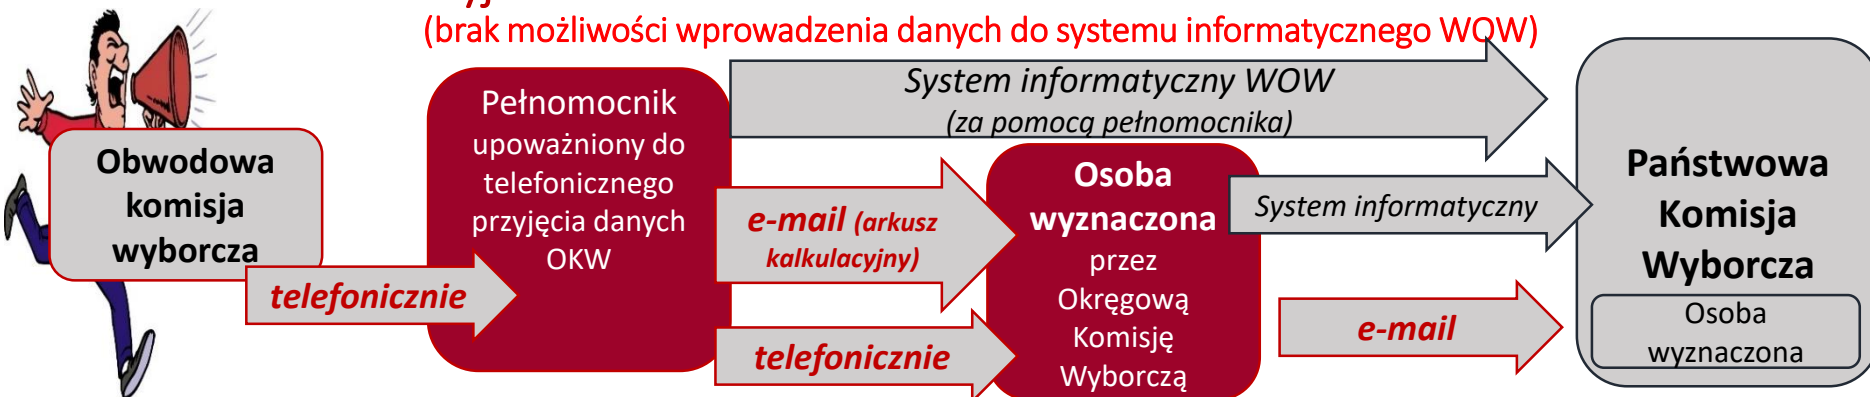 (brak możliwości wprowadzenia danych do systemu informatycznego WOW)
Obwodowa
komisja
wyborcza
telefonicznie
Pełnomocnik
upoważniony do
telefonicznego
przyjęcia danych
OKW
System informatyczny WOW
(za pomocą pełnomocnika)
e-mail (arkusz
kalkulacyjny)
telefonicznie
Osoba
wyznaczona
przez
Okręgową
Komisję
Wyborczą
System informatyczny
e-mail
Państwowa
Komisja
Wyborcza
Osoba
wyznaczona